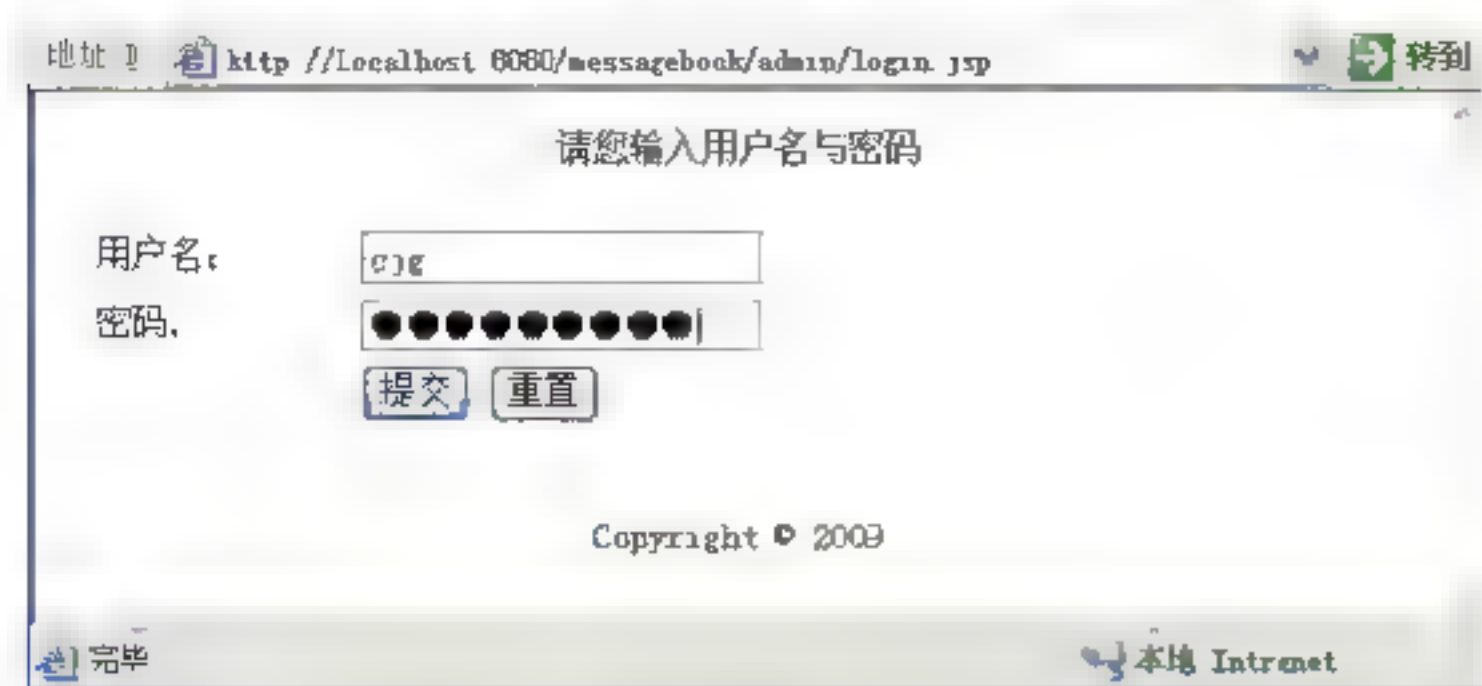 地址 D http://Localhost:8080/messagebook/admin/login.jsp 转到
请您输入用户名与密码
用户名:
密码:
提交 重置
Copyright © 2009
完毕 本地 Intranet